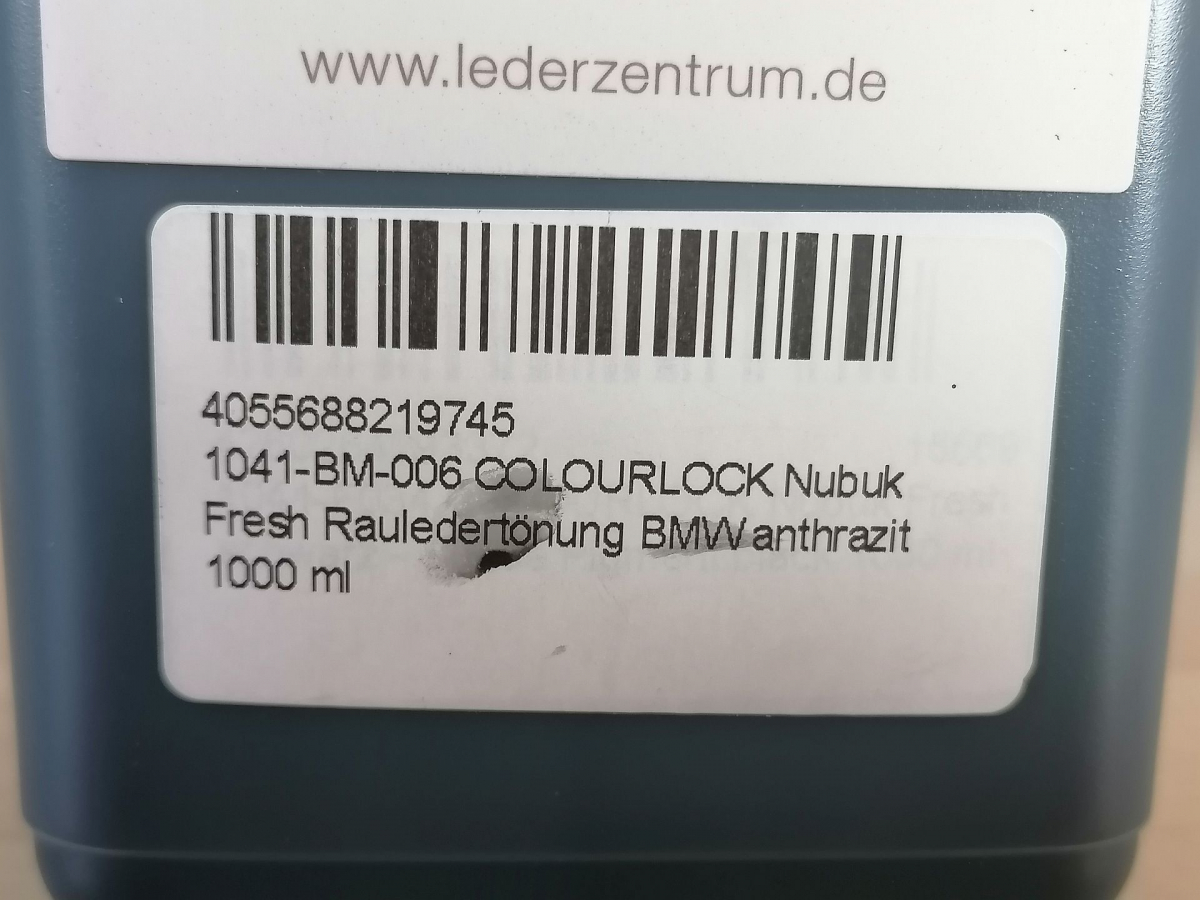 www.lederzentrum.de
4055688219745
1041-BM-006 COLOURLOCK Nubuk
Fresh Rauledertönung BMW anthrazit
1000 ml